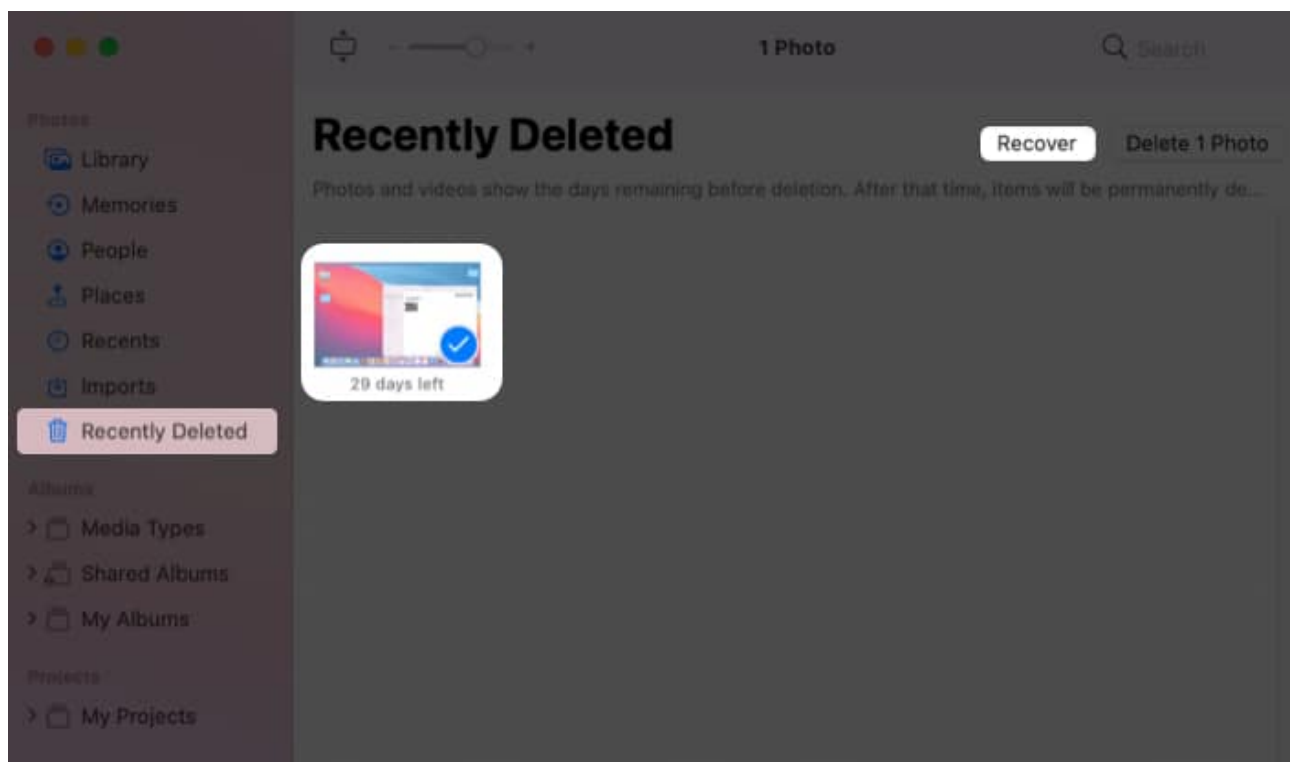 1 Photo
Search
Photos
Library
Memories
People
Places
Recents
Imports
Recently Deleted
Albums
Media Types
Shared Albums
My Albums
Projects
My Projects
Recently Deleted
Recover
Delete 1 Photo
Photos and videos show the days remaining before deletion. After that time, items will be permanently de...
29 days left